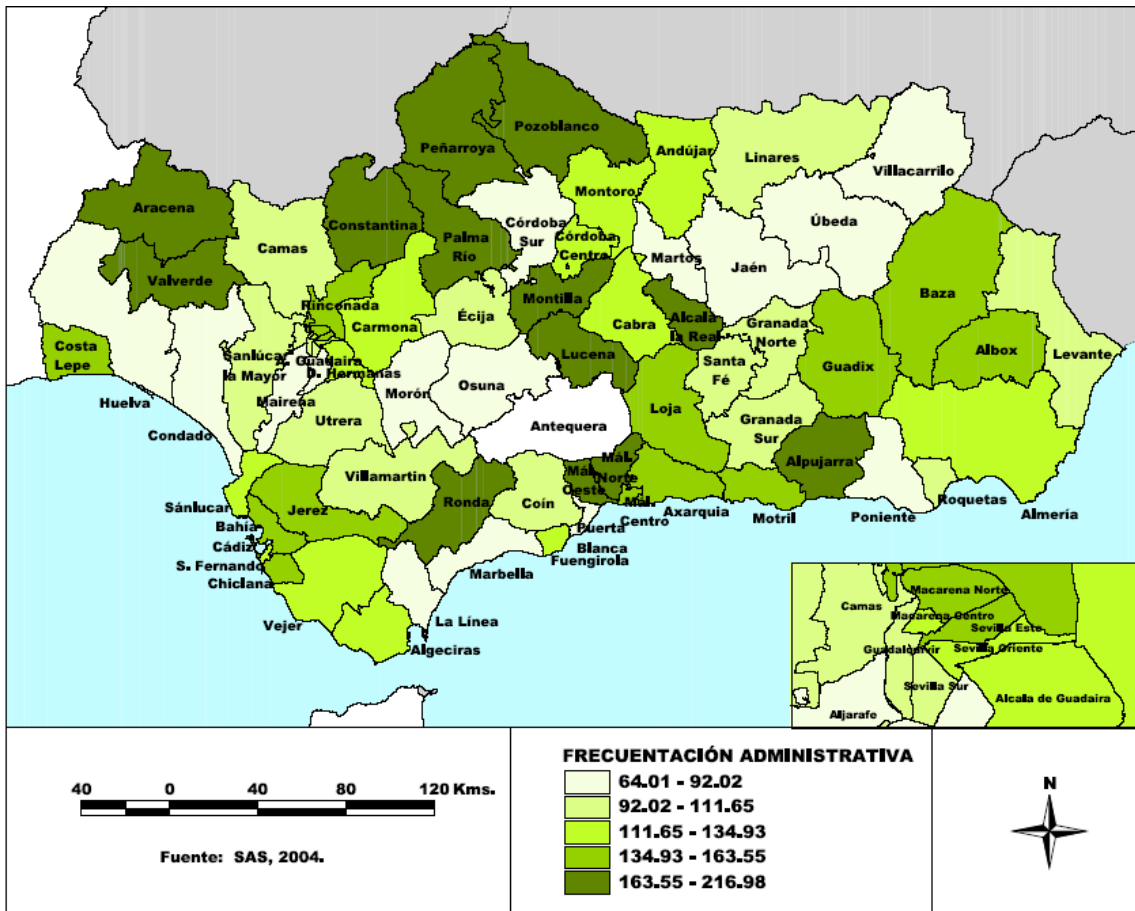 Pozoblanco
Peñarroya
Andújar
Linares
Villacarrilo
Montoro
Aracena
Constantina
Córdoba
Sur
Úbeda
Palma
Río
Córdoba
Centro
Camas
Martos
Jaén
Valverde
Baza
Rinconada
Montilla
Écija
Carmona
Cabra
Alcalá
la Real
Granada
Norte
Costa
Lepe
Sanlúcar
la Mayor
A. Guadaira
D. Hermanas
Lucena
Santa
Fé
Guadix
Albox
Levante
Osuna
Morón
Huelva
Mairena
Loja
Condado
Utrera
Antequera
Granada
Sur
Alpujarra
Villamartin
Mál.
Norte
Mál.
Oeste
Ronda
Coín
Jerez
Sánlucar
Mál.
Centro
Axarquia
Motril
Poniente
Roquetas
Almería
Bahía
Cádiz
Puerta
Blanca
Fuengirola
S. Fernando
Chiclana
Marbella
Vejer
La Línea
Algeciras
Macarena Norte
Camas
Macarena Centro
Sevilla Este
Guadalquivir
Sevilla Oriente
Sevilla Sur
Alcala de Guadaira
Aljarafe
FRECUENTACIÓN ADMINISTRATIVA
64.01 - 92.02
92.02 - 111.65
111.65 - 134.93
134.93 - 163.55
163.55 - 216.98
40 0 40 80 120 Kms.
Fuente: SAS, 2004.
N